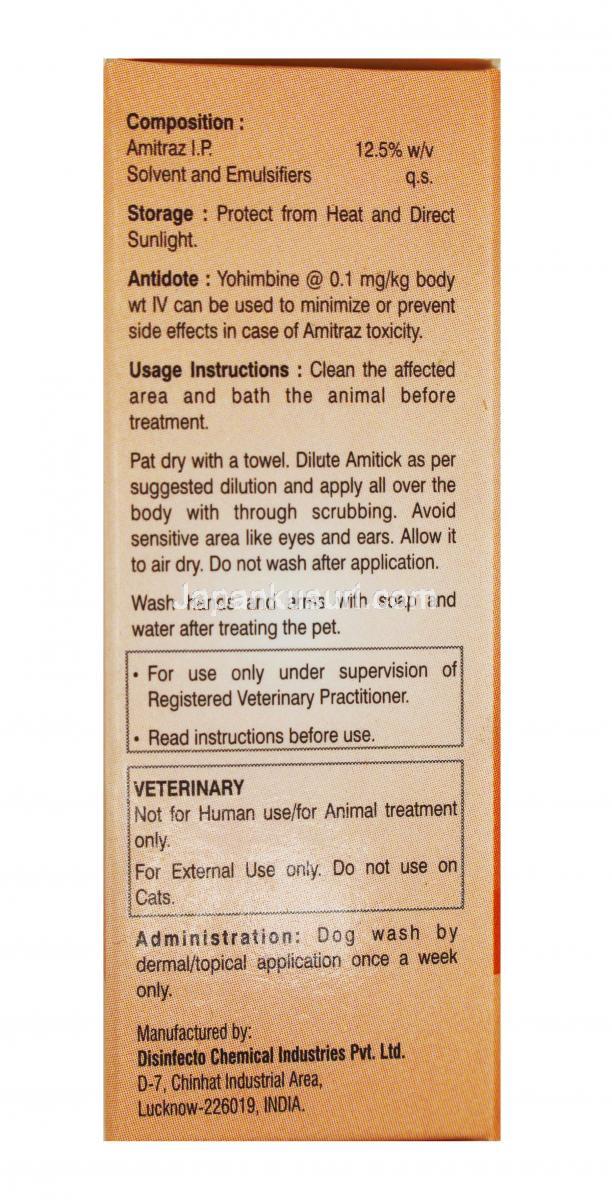 Composition :
Amitraz I.P. 12.5% w/v
Solvent and Emulsifiers q.s.
Storage : Protect from Heat and Direct
Sunlight.
Antidote : Yohimbine @ 0.1 mg/kg body
wt IV can be used to minimize or prevent
side effects in case of Amitraz toxicity.
Usage Instructions : Clean the affected
area and bath the animal before
treatment.
Pat dry with a towel. Dilute Amitick as per
suggested dilution and apply all over the
body with through scrubbing. Avoid
sensitive area like eyes and ears. Allow it
to air dry. Do not wash after application.
Japankusuri.com
Wash hands and arms with soap and
water after treating the pet.
• For use only under supervision of
Registered Veterinary Practitioner.
• Read instructions before use.
VETERINARY
Not for Human use/for Animal treatment
only.
For External Use only. Do not use on
Cats.
Administration: Dog wash by
dermal/topical application once a week
only.
Manufactured by:
Disinfecto Chemical Industries Pvt. Ltd.
D-7, Chinhat Industrial Area,
Lucknow-226019, INDIA.